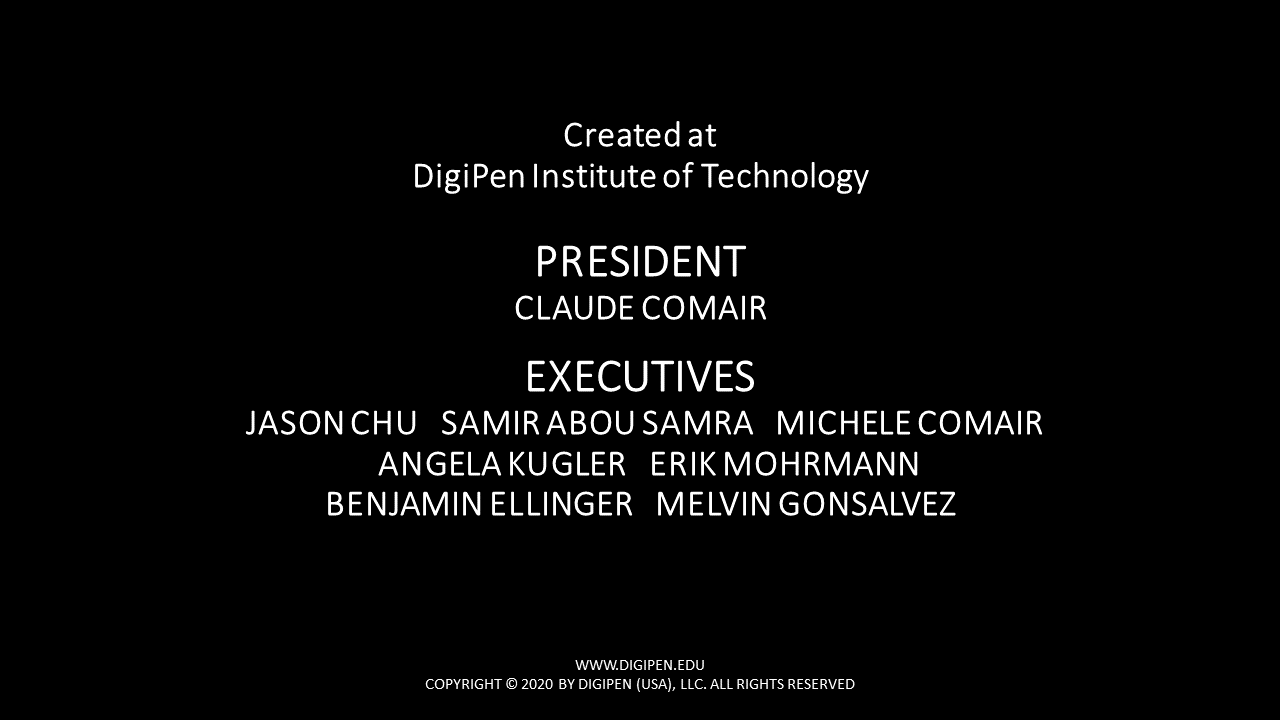 Created at
DigiPen Institute of Technology
PRESIDENT
CLAUDE COMAIR
EXECUTIVES
JASON CHU   SAMIR ABOU SAMRA   MICHELE COMAIR
ANGELA KUGLER   ERIK MOHRMANN
BENJAMIN ELLINGER   MELVIN GONSALVEZ
WWW.DIGIPEN.EDU
COPYRIGHT © 2020 BY DIGIPEN (USA), LLC. ALL RIGHTS RESERVED